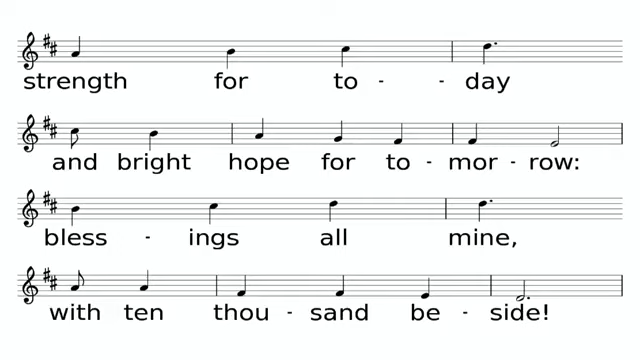 strength for to - - day
and bright hope for to - mor - row:
bless - ings all mine,
with ten thou - sand be - side!